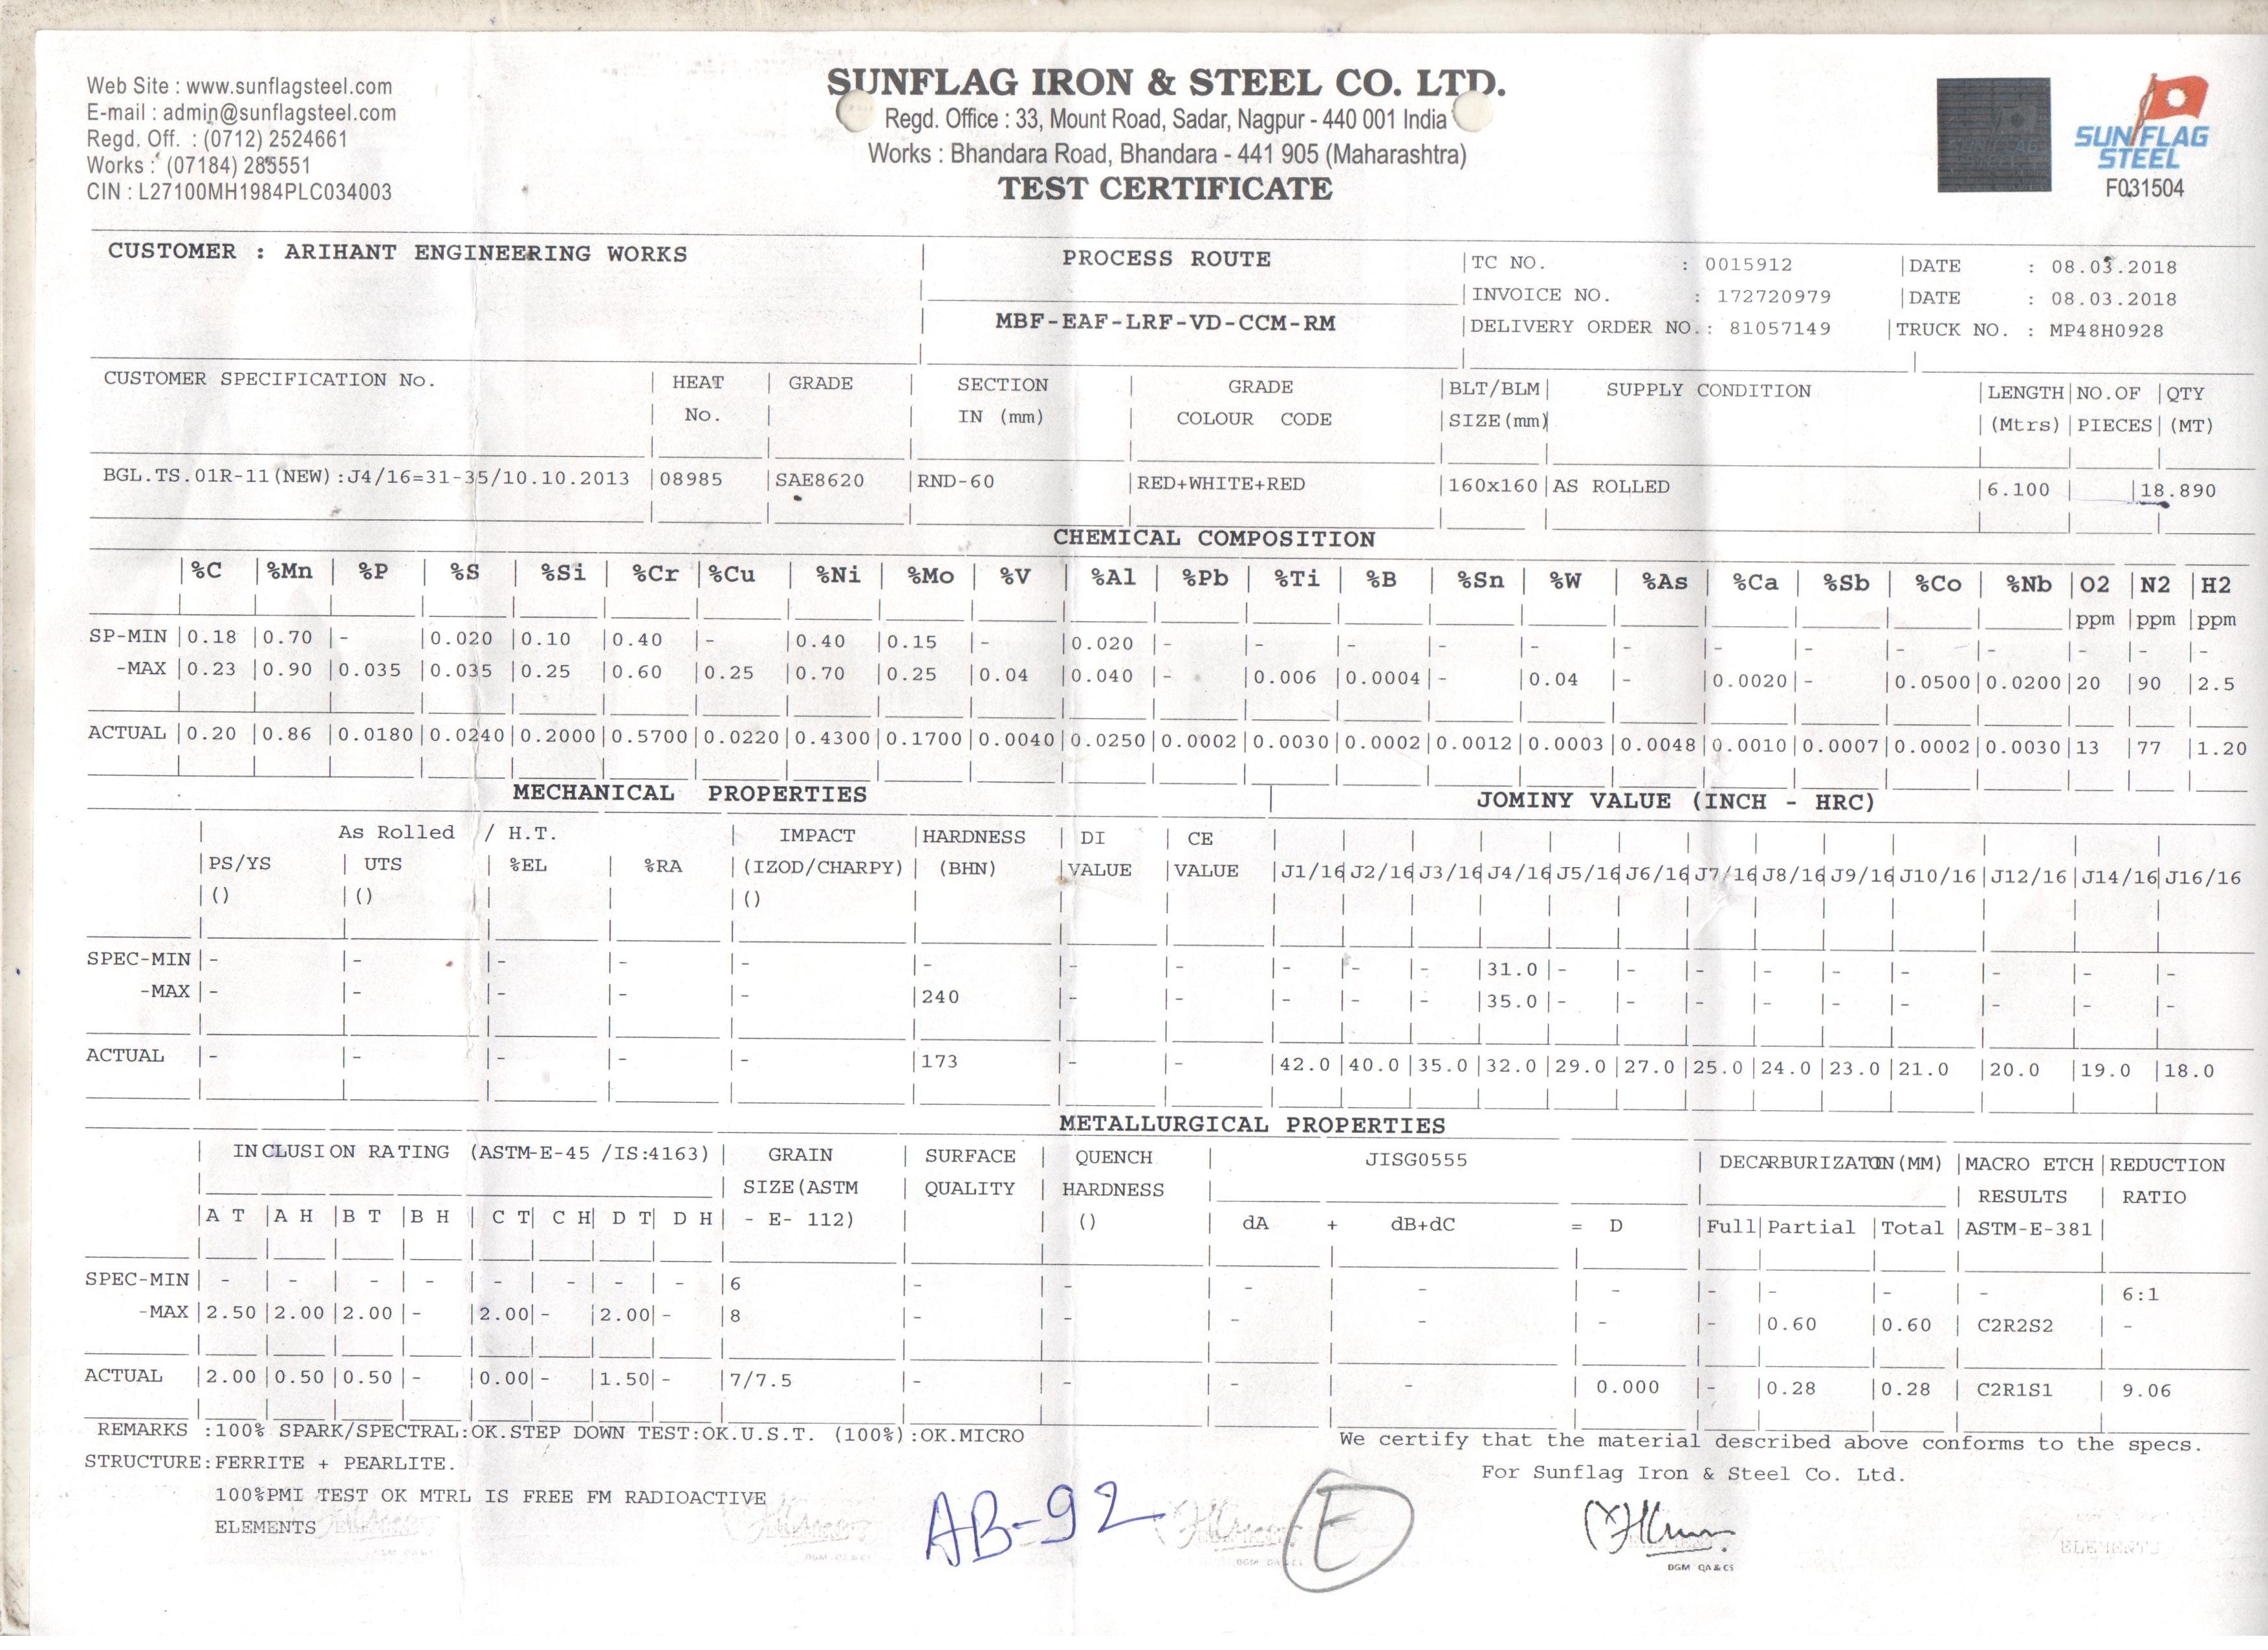 Web Site : www.sunflagsteel.com
E-mail : admin@sunflagsteel.com
Regd. Off. : (0712) 2524661
Works : (07184) 285551
CIN : L27100MH1984PLC034003
SUNFLAG IRON & STEEL CO. LTD.
Regd. Office : 33, Mount Road, Sadar, Nagpur - 440 001 India
Works : Bhandara Road, Bhandara - 441 905 (Maharashtra)
TEST CERTIFICATE
SUN FLAG
STEEL
F031504
CUSTOMER : ARIHANT ENGINEERING WORKS
PROCESS ROUTE
MBF-EAF-LRF-VD-CCM-RM
TC NO. : 0015912 DATE : 08.03.2018
INVOICE NO. : 172720979 DATE : 08.03.2018
DELIVERY ORDER NO.: 81057149 TRUCK NO. : MP48H0928
CUSTOMER SPECIFICATION No. HEAT GRADE SECTION GRADE BLT/BLM SUPPLY CONDITION LENGTH NO.OF QTY
No. IN (mm) COLOUR CODE SIZE(mm) (Mtrs) PIECES (MT)
BGL.TS.01R-11(NEW):J4/16=31-35/10.10.2013 08985 SAE8620 RND-60 RED+WHITE+RED 160x160 AS ROLLED 6.100 18.890
CHEMICAL COMPOSITION
%C %Mn %P %S %Si %Cr %Cu %Ni %Mo %V %Al %Pb %Ti %B %Sn %W %As %Ca %Sb %Co %Nb O2 N2 H2
ppm ppm ppm
SP-MIN 0.18 0.70 - 0.020 0.10 0.40 - 0.40 0.15 - 0.020 - - - - - - - - - - - - -
-MAX 0.23 0.90 0.035 0.035 0.25 0.60 0.25 0.70 0.25 0.04 0.040 - 0.006 0.0004 - 0.04 - 0.0020 - 0.0500 0.0200 20 90 2.5
ACTUAL 0.20 0.86 0.0180 0.0240 0.2000 0.5700 0.0220 0.4300 0.1700 0.0040 0.0250 0.0002 0.0030 0.0002 0.0012 0.0003 0.0048 0.0010 0.0007 0.0002 0.0030 13 77 1.20
MECHANICAL PROPERTIES JOMINY VALUE (INCH - HRC)
As Rolled / H.T. IMPACT HARDNESS DI CE
PS/YS UTS %EL %RA (IZOD/CHARPY) (BHN) VALUE VALUE J1/16 J2/16 J3/16 J4/16 J5/16 J6/16 J7/16 J8/16 J9/16 J10/16 J12/16 J14/16 J16/16
() () ()
SPEC-MIN - - - - - - - - - - - 31.0 - - - - - - - - -
-MAX - - - - - 240 - - - - - 35.0 - - - - - - - - -
ACTUAL - - - - - 173 - - 42.0 40.0 35.0 32.0 29.0 27.0 25.0 24.0 23.0 21.0 20.0 19.0 18.0
METALLURGICAL PROPERTIES
INCLUSION RATING (ASTM-E-45 /IS:4163) GRAIN SURFACE QUENCH JISG0555 DECARBURIZATON(MM) MACRO ETCH REDUCTION
SIZE(ASTM QUALITY HARDNESS RESULTS RATIO
A T A H B T B H C T C H D T D H - E- 112) () dA + dB+dC = D Full Partial Total ASTM-E-381
SPEC-MIN - - - - - - - - 6 - - - - - - - - - 6:1
-MAX 2.50 2.00 2.00 - 2.00 - 2.00 - 8 - - - - - - 0.60 0.60 C2R2S2 -
ACTUAL 2.00 0.50 0.50 - 0.00 - 1.50 - 7/7.5 - - - - 0.000 - 0.28 0.28 C2R1S1 9.06
REMARKS :100% SPARK/SPECTRAL:OK.STEP DOWN TEST:OK.U.S.T. (100%):OK.MICRO
STRUCTURE:FERRITE + PEARLITE.
100%PMI TEST OK MTRL IS FREE FM RADIOACTIVE
ELEMENTS
We certify that the material described above conforms to the specs.
For Sunflag Iron & Steel Co. Ltd.
AB-92
E
DGM QA & CS